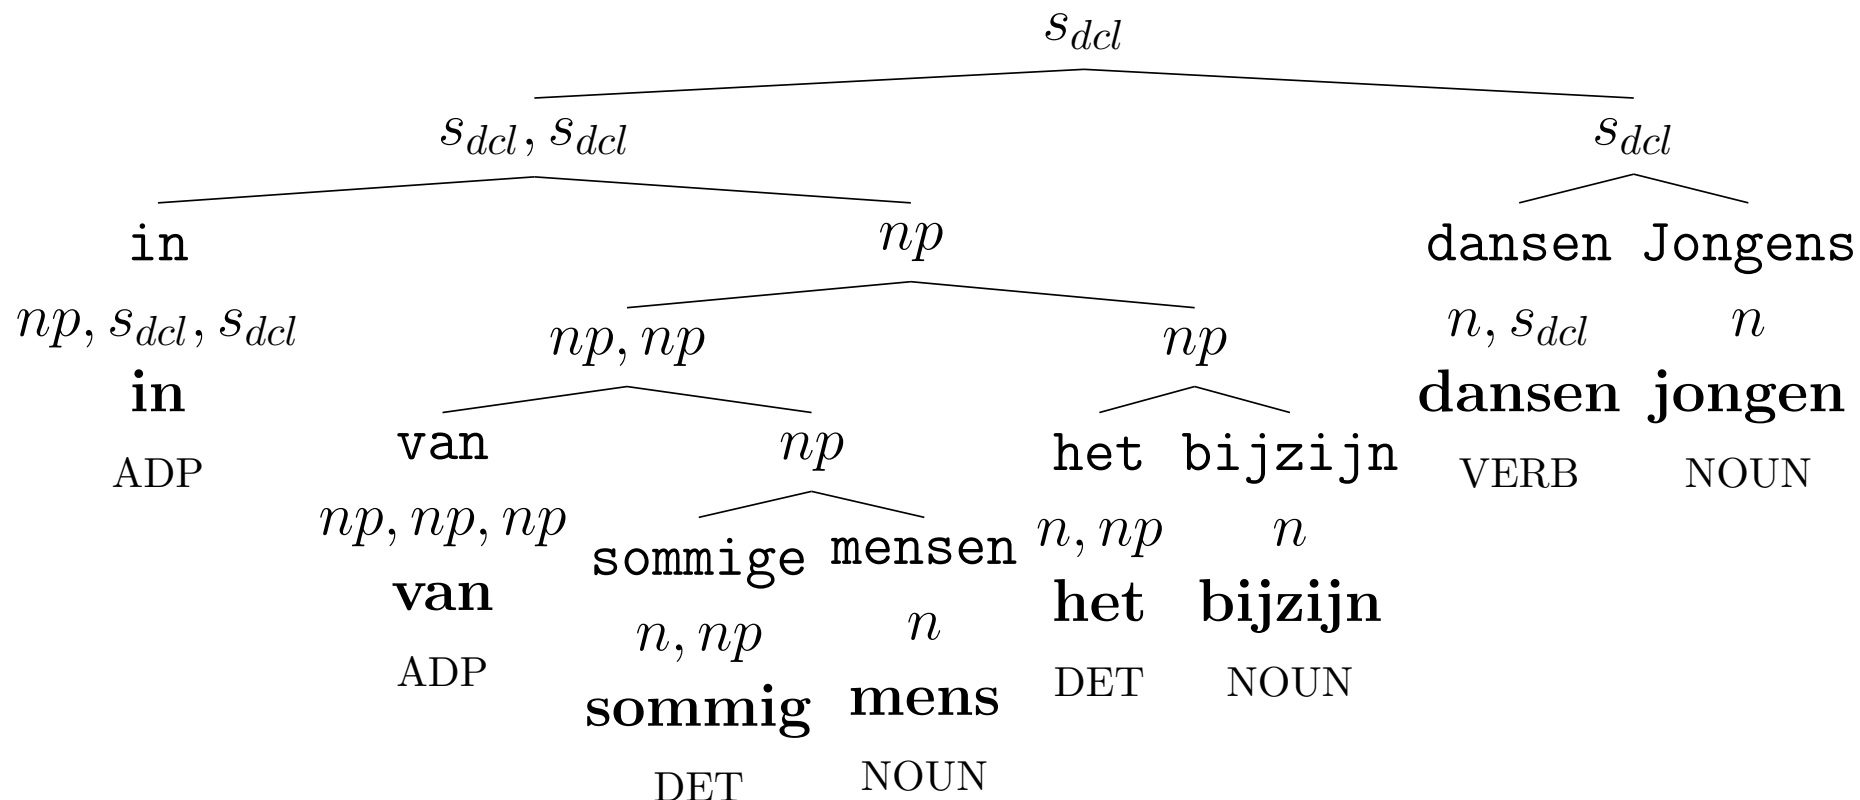 s_dcl
s_dcl, s_dcl s_dcl
in np dansen Jongens
np, s_dcl, s_dcl np, np np n, s_dcl n
in dansen jongen
van np het bijzijn
ADP VERB NOUN
np, np, np sommige mensen n, np n
van n, np n het bijzijn
ADP sommig mens DET NOUN
DET NOUN